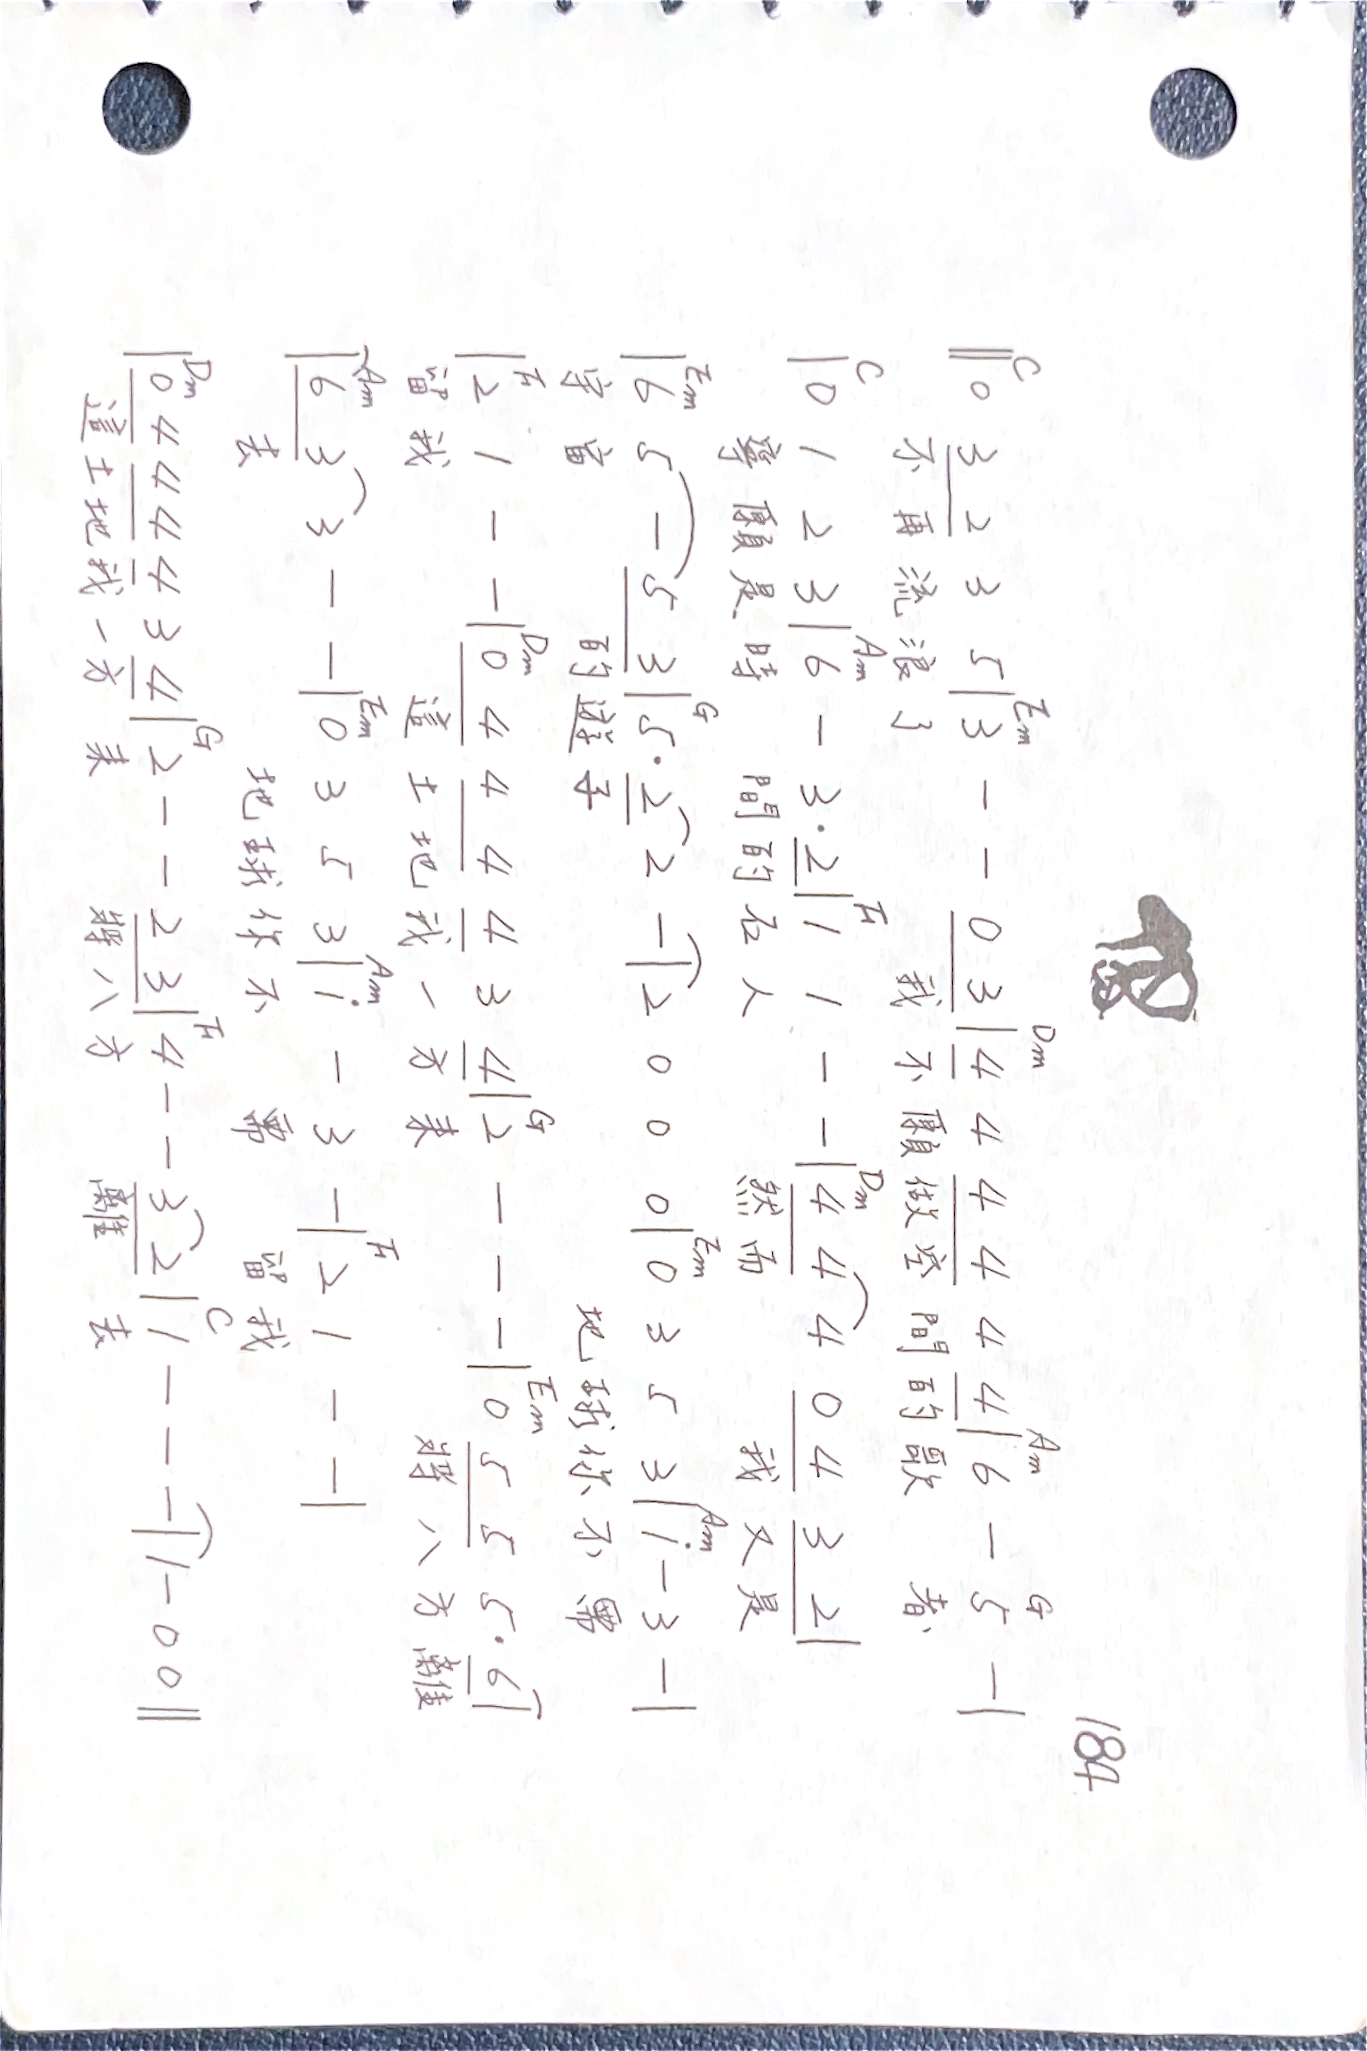 184
C Em Dm Am G
‖0 3 2 3 5|3 - - 0 3|4 4 4 4 4 4|6 - 5 -|
不再流浪了 我不願做空間的歌者
C Am F Dm
|0 1 2 3|6 - 3·2|1 1 - -|4 4 4 0 4 3 2|
寧願是時間的石人 然而 我又是
Em G Em Am
|6 5 - 5 3|5·2 2 -|2 0 0 0|0 3 5 3|i - 3 -|
宇宙 的遊子 地球你不需
F Dm G Em
|2 1 - -|0 4 4 4 4 3 4|2 - - -|0 5 5 5·6|
留我 這土地我一方來 將八方離
Am Em Am F
|6 3 3 - -|0 3 5 3|i - 3 -|2 1 - -|
去 地球你不需 留我
Dm G F C
|0 4 4 4 4 3 4|2 - - 2 3|4 - - 3 2|1 - - -|1 - 0 0‖
這土地我一方來 將八方 離 去